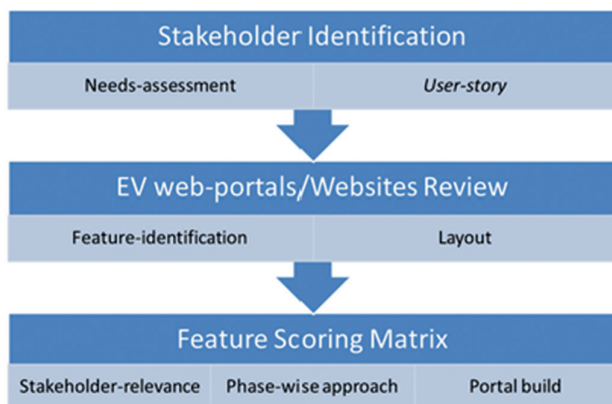 Stakeholder Identification
Needs-assessment User-story
EV web-portals/Websites Review
Feature-identification Layout
Feature Scoring Matrix
Stakeholder-relevance Phase-wise approach Portal build